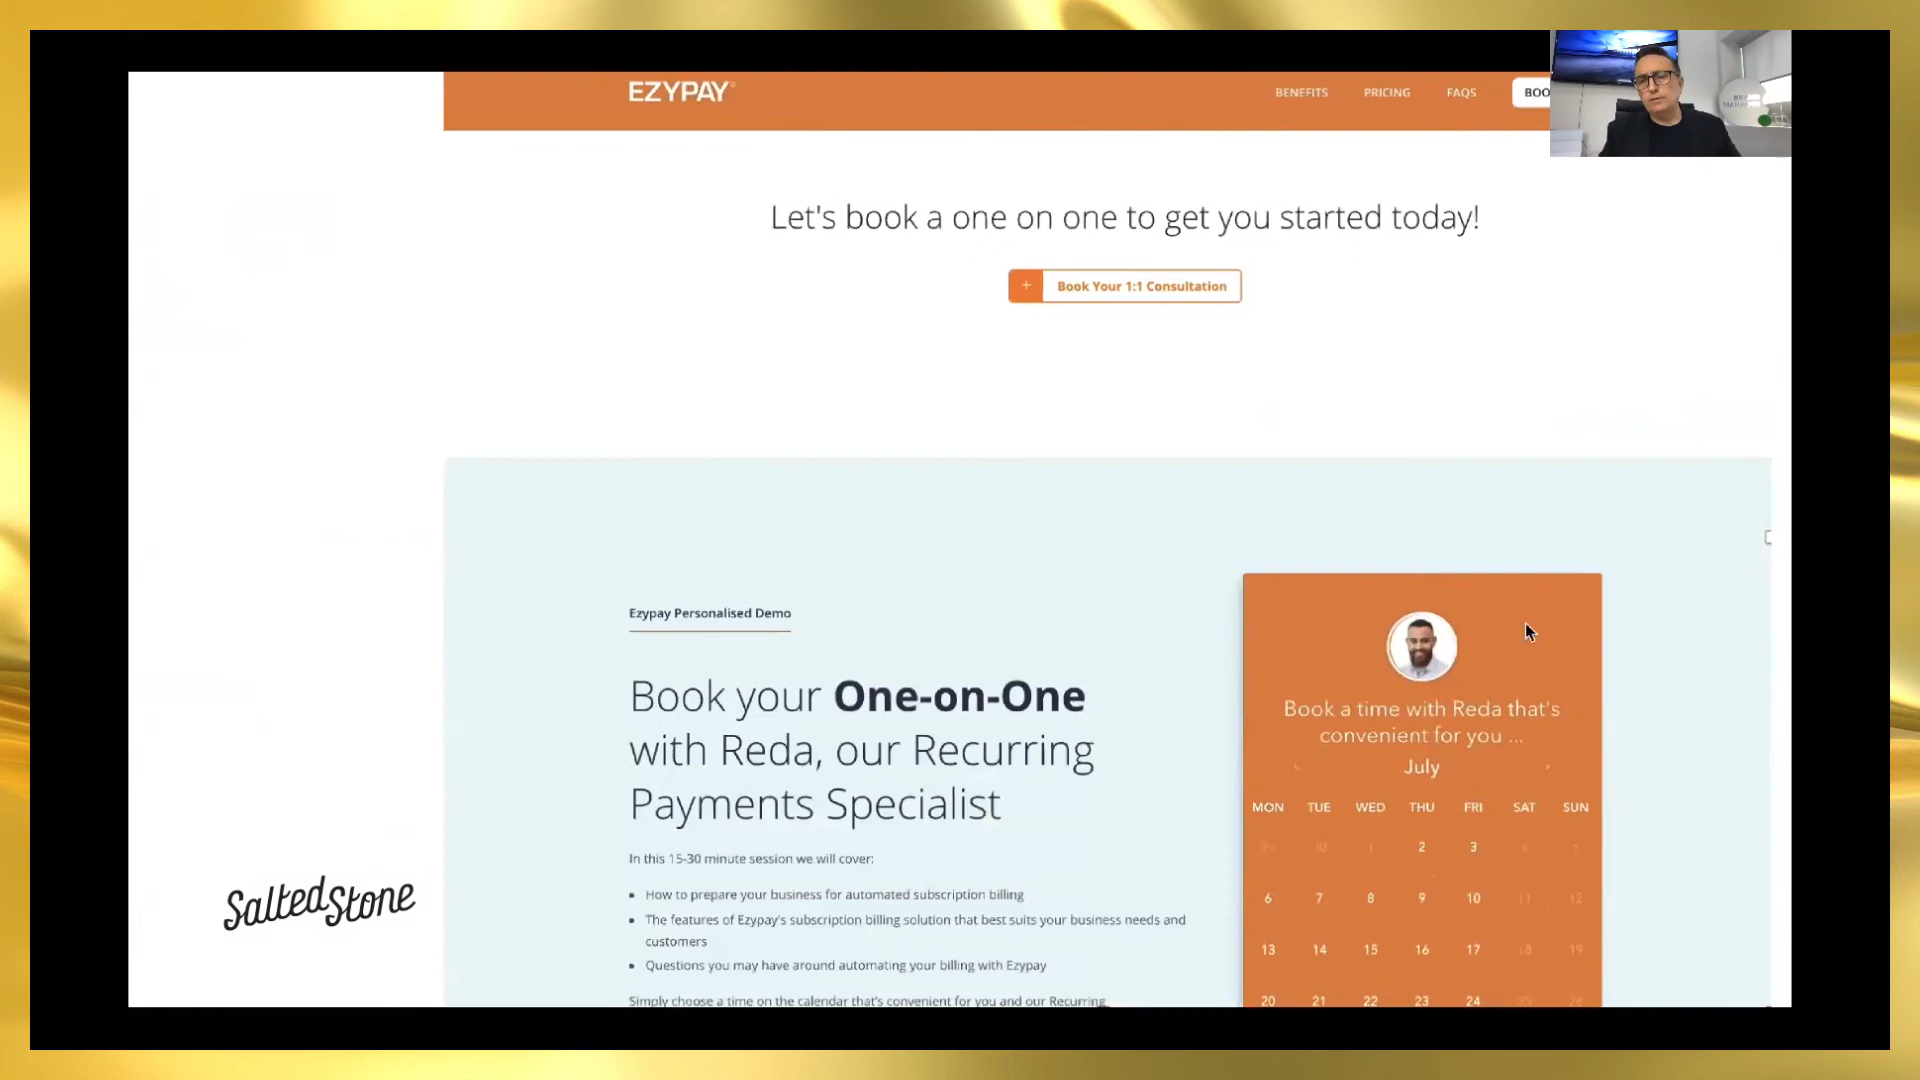 EZYPAY
BENEFITS PRICING FAQS BOO
Let's book a one on one to get you started today!
+ Book Your 1:1 Consultation
Ezypay Personalised Demo
Book your One-on-One
with Reda, our Recurring
Payments Specialist
In this 15-30 minute session we will cover:
• How to prepare your business for automated subscription billing
• The features of Ezypay's subscription billing solution that best suits your business needs and
customers
• Questions you may have around automating your billing with Ezypay
Simply choose a time on the calendar that's convenient for you and our Recurring
Book a time with Reda that's
convenient for you ...
July
MON TUE WED THU FRI SAT SUN
2 3
6 7 8 9 10 11 12
13 14 15 16 17 18 19
20 21 22 23 24
Salted Stone